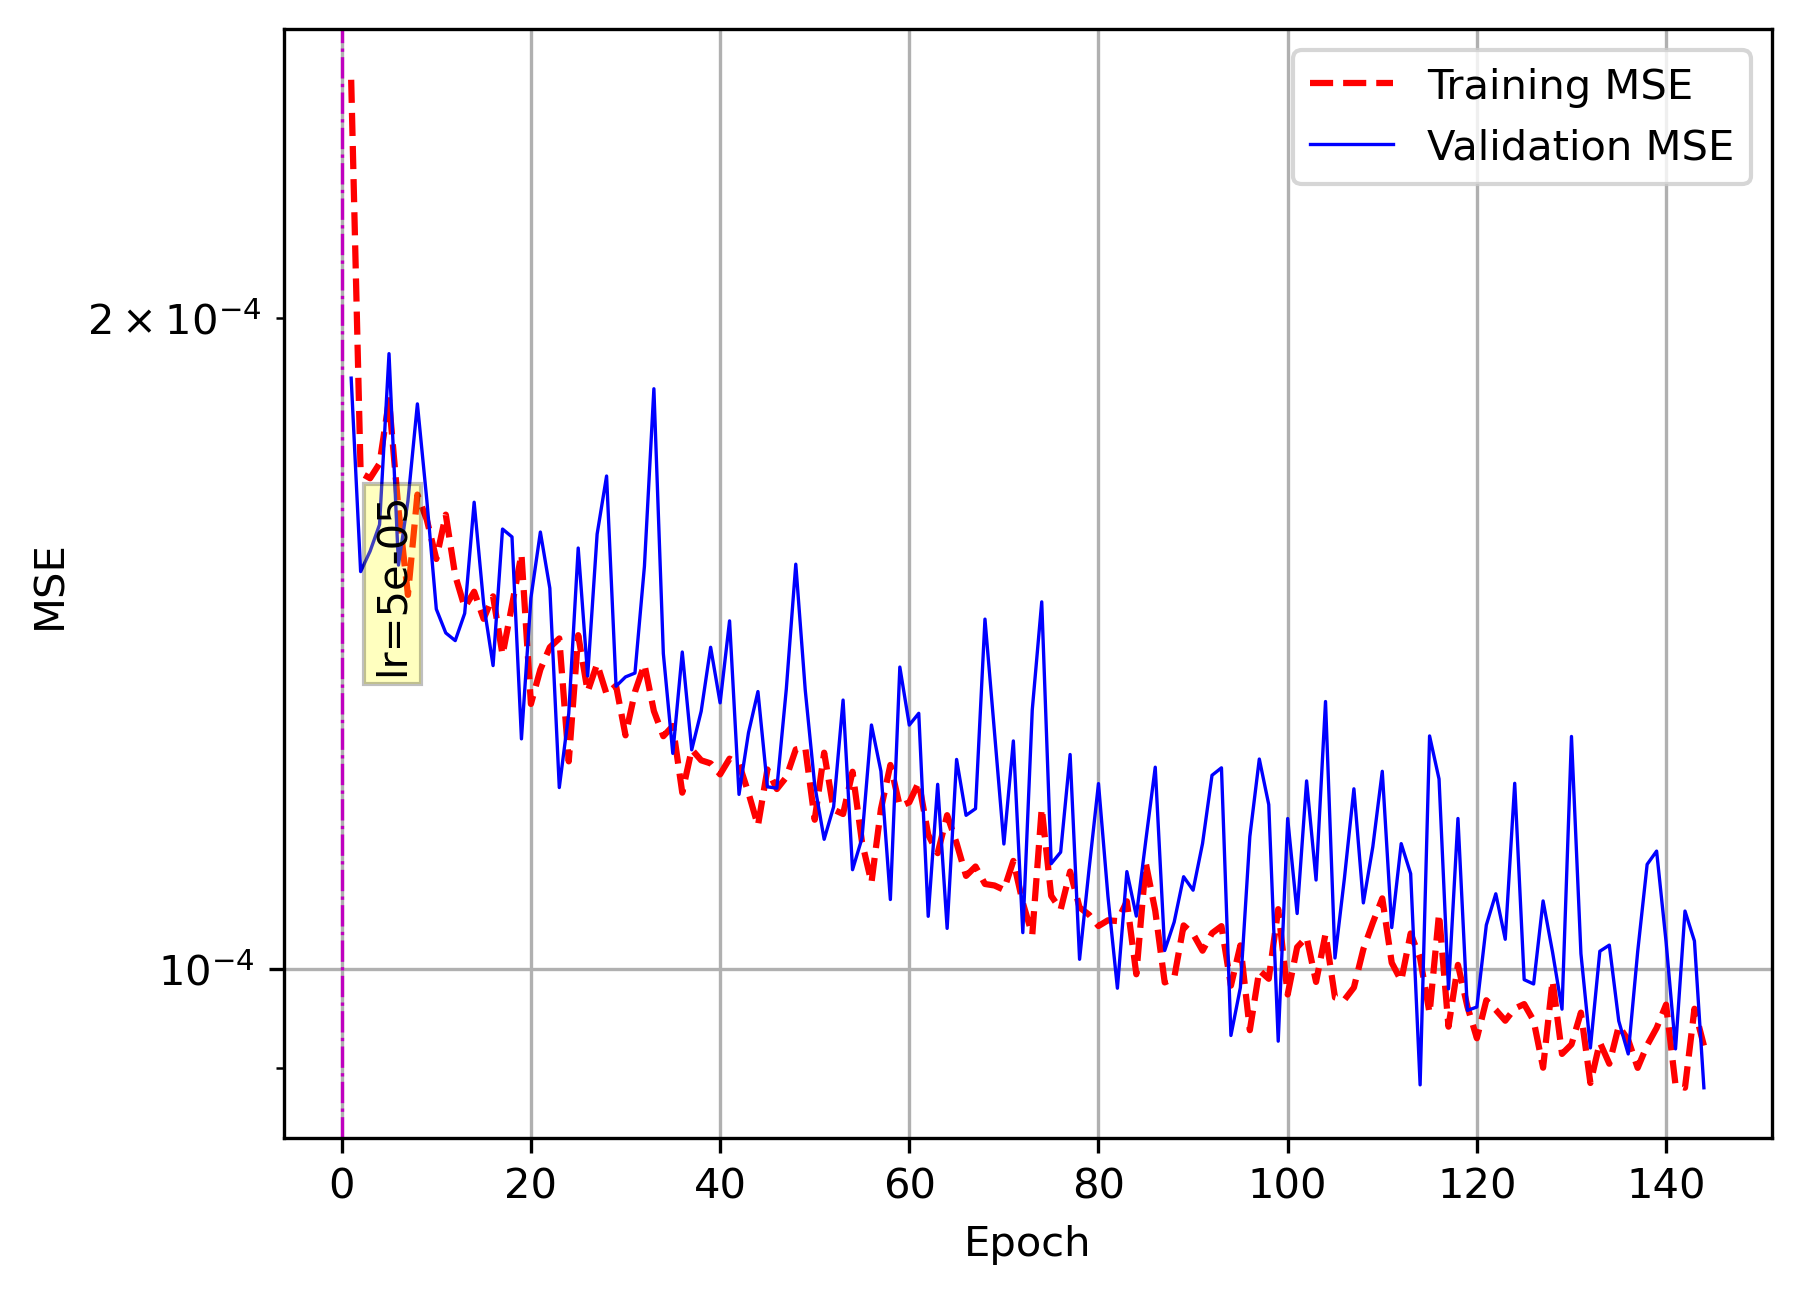 Training MSE
Validation MSE
2 × 10⁻⁴
10⁻⁴
MSE
lr=5e-05
0 20 40 60 80 100 120 140
Epoch